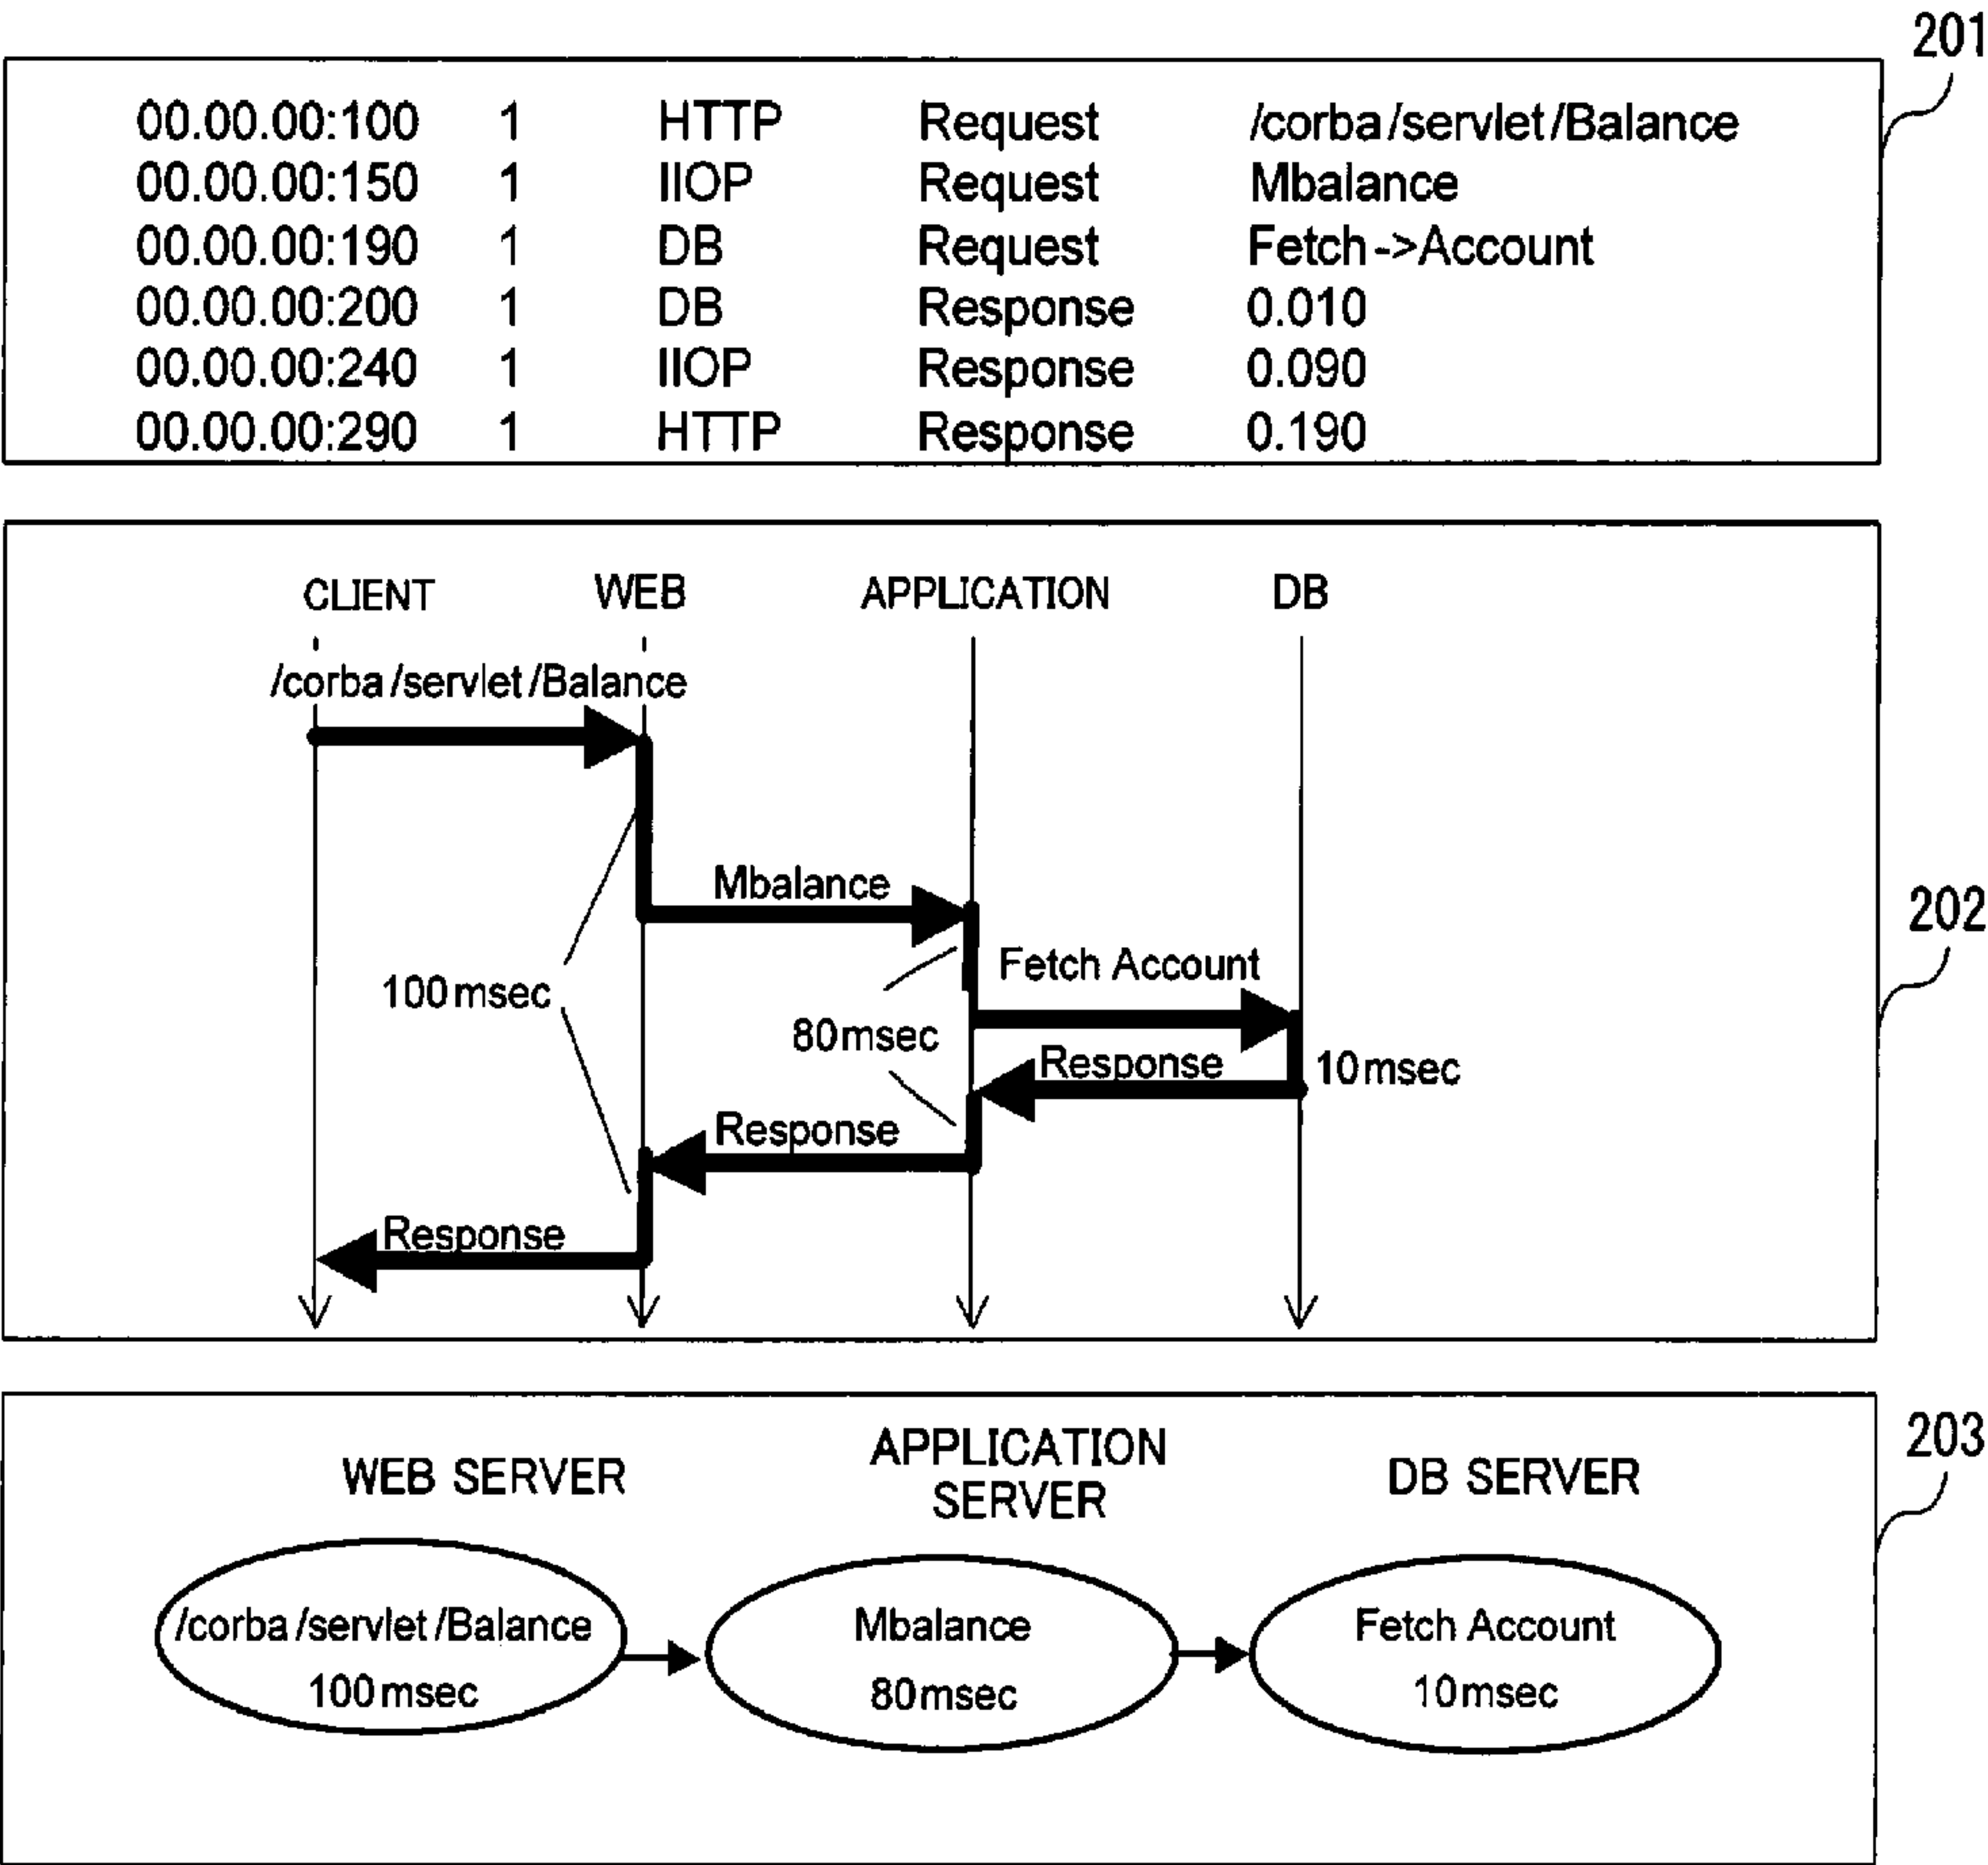 201
00.00.00:100 1 HTTP Request /corba/servlet/Balance
00.00.00:150 1 IIOP Request Mbalance
00.00.00:190 1 DB Request Fetch->Account
00.00.00:200 1 DB Response 0.010
00.00.00:240 1 IIOP Response 0.090
00.00.00:290 1 HTTP Response 0.190
202
CLIENT WEB APPLICATION DB
/corba/servlet/Balance
Mbalance
Fetch Account
100msec
80msec
Response
10msec
Response
Response
203
WEB SERVER
APPLICATION
SERVER
DB SERVER
/corba/servlet/Balance
100msec
Mbalance
80msec
Fetch Account
10msec